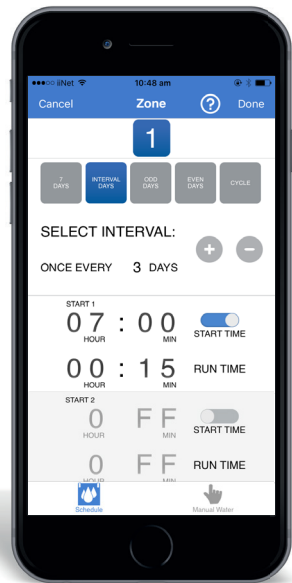 ●●●○○ iiNet 10:48 am
Cancel Zone ? Done
1
7 DAYS INTERVAL DAYS ODD DAYS EVEN DAYS CYCLE
SELECT INTERVAL:
+ −
ONCE EVERY 3 DAYS
START 1
07 : 00 START TIME
HOUR MIN
00 : 15 RUN TIME
HOUR MIN
START 2
0 FF START TIME
HOUR MIN
0 FF RUN TIME
HOUR MIN
Schedule Manual Water